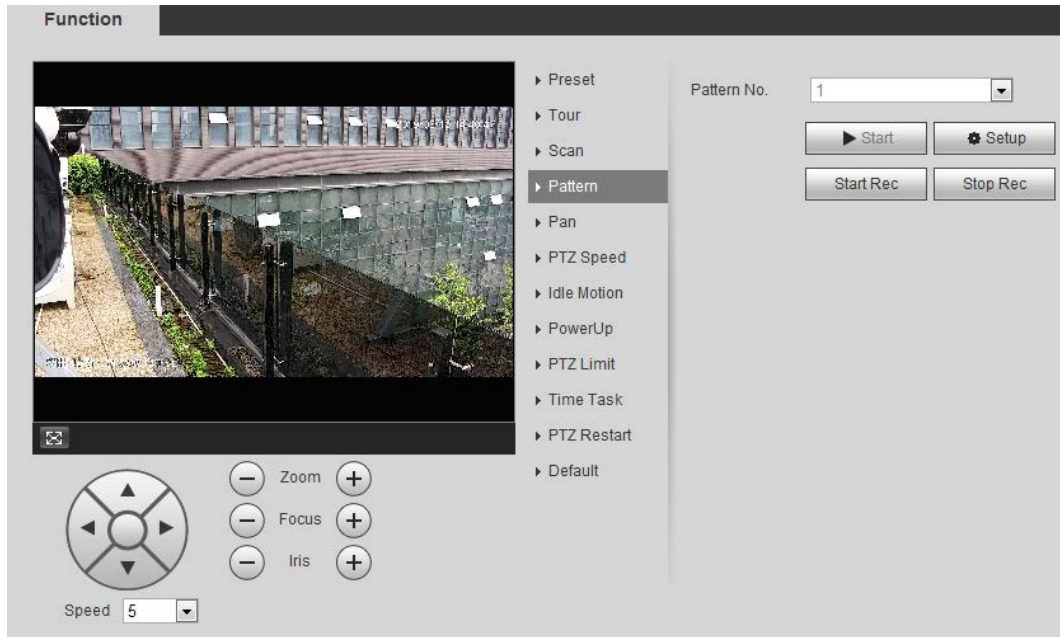 Function
Preset
Tour
Scan
Pattern
Pan
PTZ Speed
Idle Motion
PowerUp
PTZ Limit
Time Task
PTZ Restart
Default
Pattern No. 1
Start Setup
Start Rec Stop Rec
Zoom
Focus
Iris
Speed 5